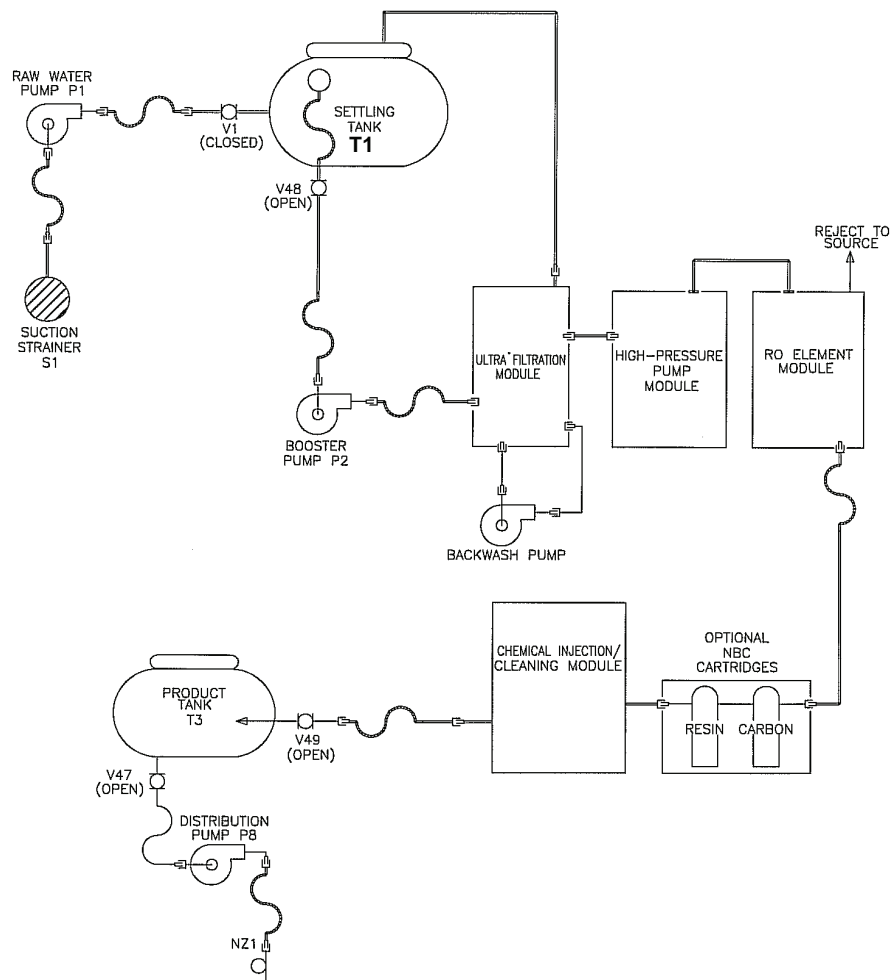 RAW WATER
PUMP P1
V1
(CLOSED)
SETTLING
TANK
T1
V48
(OPEN)
SUCTION
STRAINER
S1
BOOSTER
PUMP P2
ULTRA FILTRATION
MODULE
HIGH-PRESSURE
PUMP
MODULE
REJECT TO
SOURCE
RO ELEMENT
MODULE
BACKWASH PUMP
OPTIONAL
NBC
CARTRIDGES
RESIN
CARBON
CHEMICAL INJECTION/
CLEANING MODULE
PRODUCT
TANK
T3
V49
(OPEN)
V47
(OPEN)
DISTRIBUTION
PUMP P8
NZ1